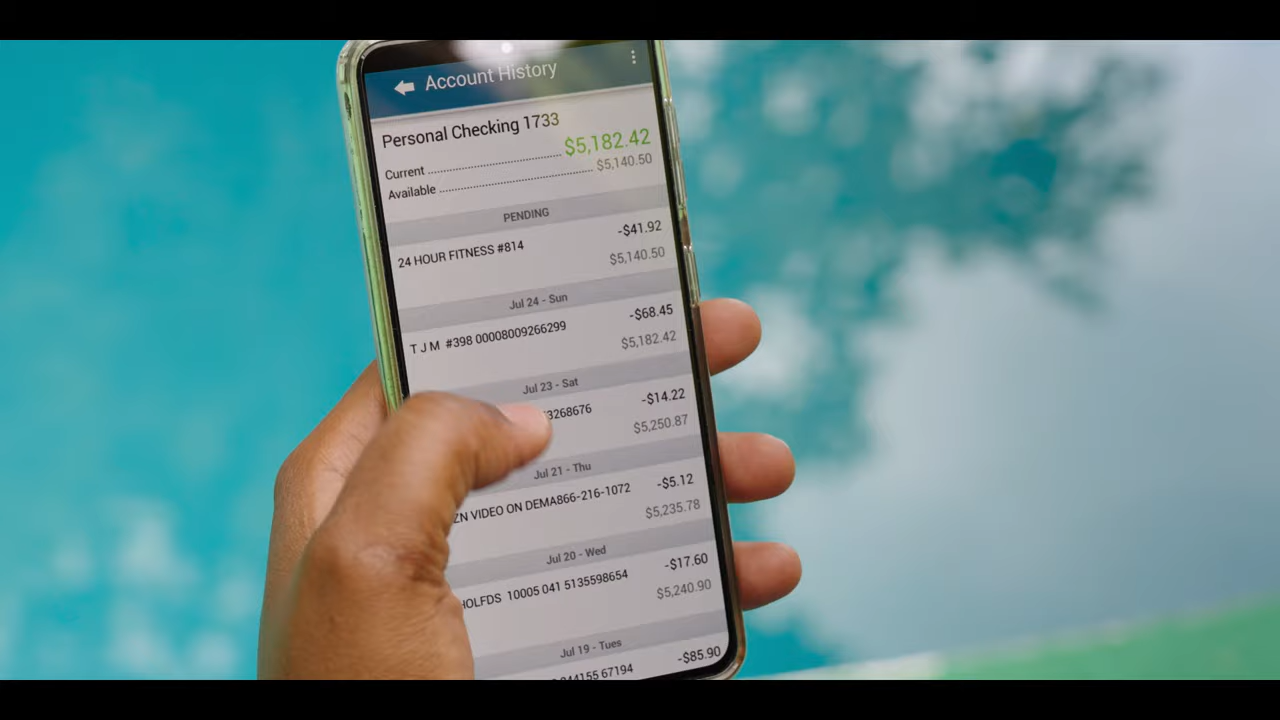 Account History
Personal Checking 1733
Current $5,182.42
Available $5,140.50
PENDING
24 HOUR FITNESS #814 -$41.92
$5,140.50
Jul 24 - Sun
T J M #398 00008009266299 -$68.45
$5,182.42
Jul 23 - Sat
3268676 -$14.22
$5,250.87
Jul 21 - Thu
ZN VIDEO ON DEMA866-216-1072 -$5.12
$5,235.78
Jul 20 - Wed
HOLFDS 10005 041 5135598654 -$17.60
$5,240.90
Jul 19 - Tues
67194 -$85.90